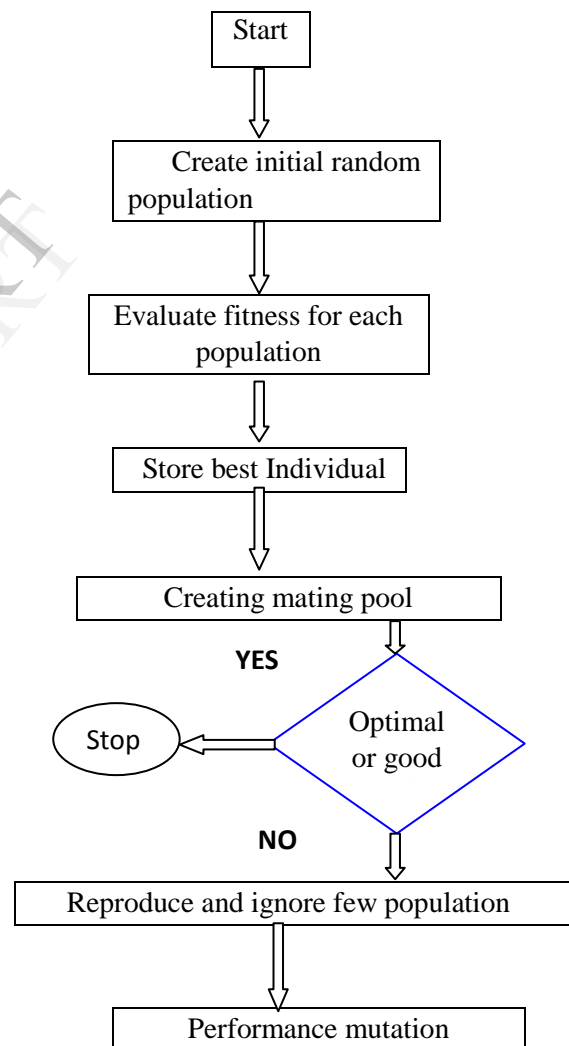 Start
Create initial random
population
Evaluate fitness for each
population
Store best Individual
Creating mating pool
YES
Optimal
or good
Stop
NO
Reproduce and ignore few population
Performance mutation